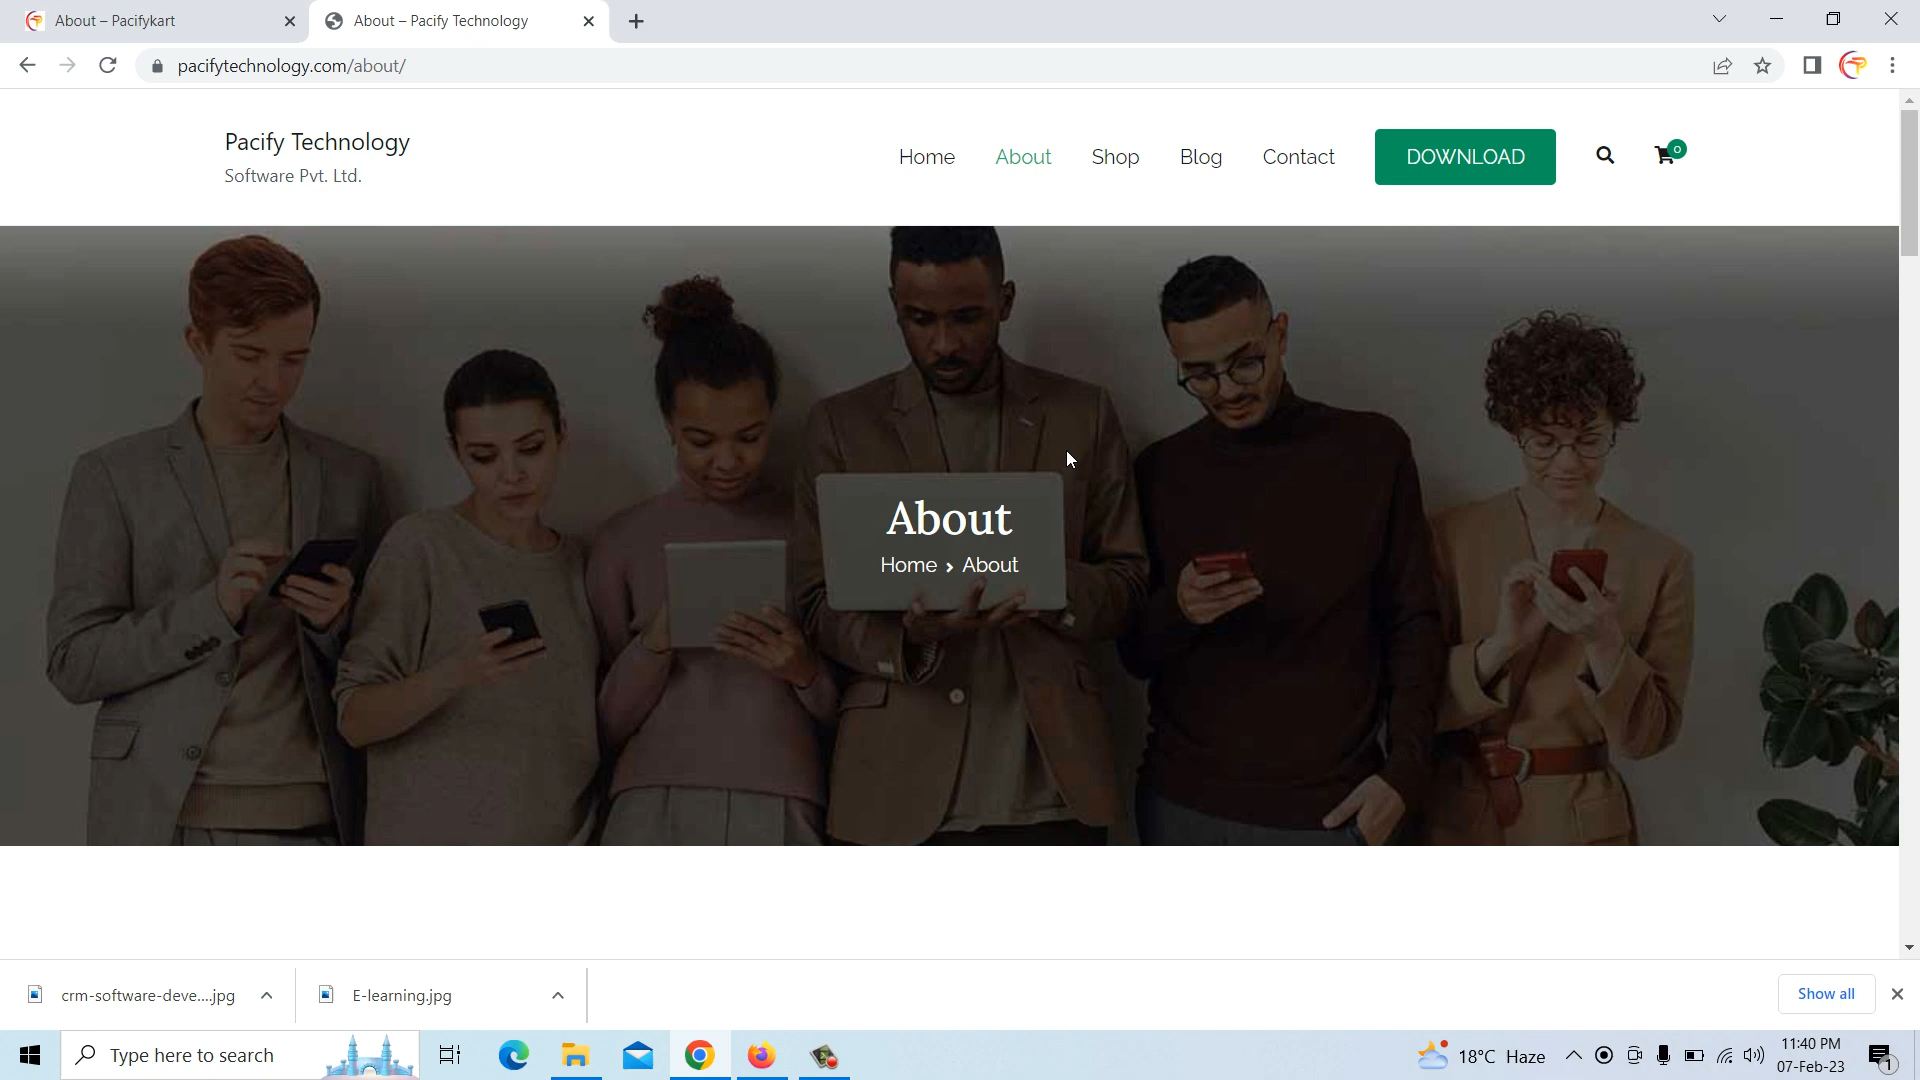 About – Pacifykart
About – Pacify Technology
pacifytechnology.com/about/
Pacify Technology
Software Pvt. Ltd.
Home
About
Shop
Blog
Contact
DOWNLOAD
0
About
Home › About
crm-software-deve....jpg
E-learning.jpg
Show all
Type here to search
18°C Haze
11:40 PM
07-Feb-23
1